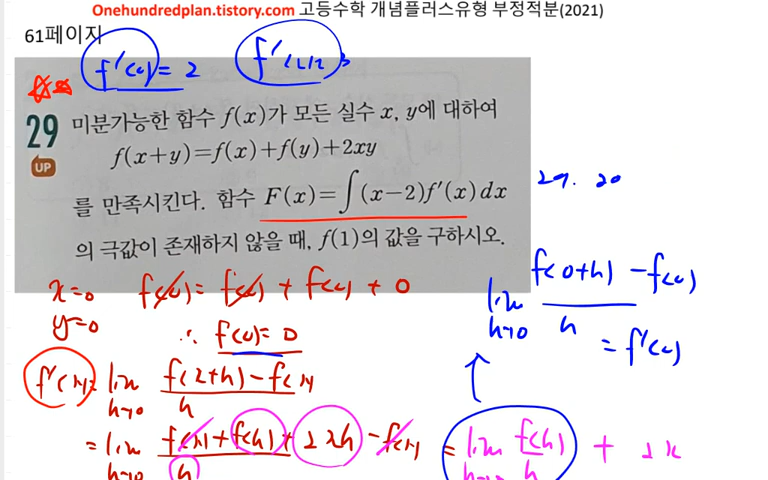 Onehundredplan.tistory.com 고등수학 개념플러스유형 부정적분(2021)
61페이지
f'(0)=2
29 미분가능한 함수 f(x)가 모든 실수 x, y에 대하여
UP
f(x+y)=f(x)+f(y)+2xy
를 만족시킨다. 함수 F(x)=∫(x-2)f'(x)dx
의 극값이 존재하지 않을 때, f(1)의 값을 구하시오.
29. 20
x=0
y=0
f(0)= f(0) + f(0) + 0
∴ f(0)= 0
lim h→0 f(0+h) -f(0) / h
= f'(0)
f'(x)= lim h→0 f(x+h)-f(x) / h
= lim h→0 f(x)+f(h)+2xh -f(x) / h = lim f(h) / h + 2x